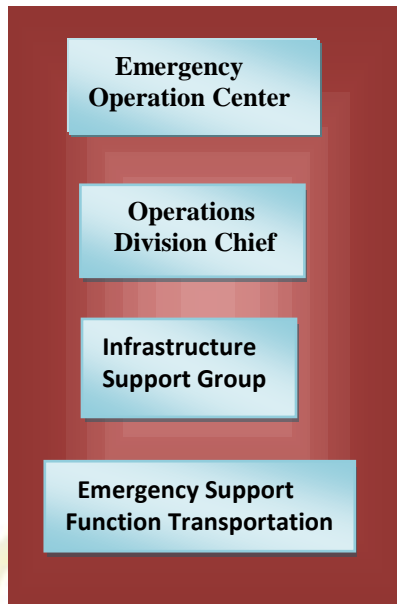 Emergency
Operation Center
Operations
Division Chief
Infrastructure
Support Group
Emergency Support
Function Transportation